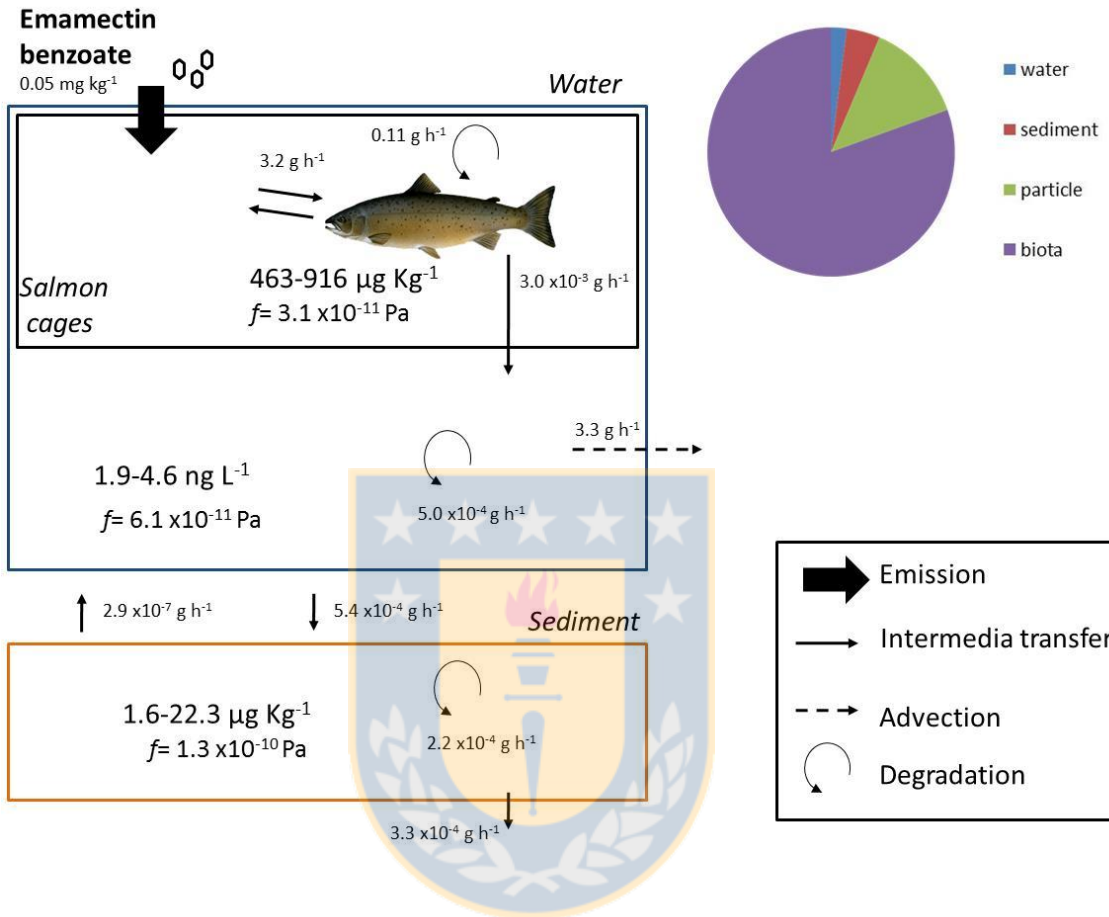 Emamectin
benzoate
0.05 mg kg⁻¹
Water
0.11 g h⁻¹
3.2 g h⁻¹
463-916 µg Kg⁻¹
f= 3.1 x10⁻¹¹ Pa
3.0 x10⁻³ g h⁻¹
Salmon
cages
3.3 g h⁻¹
1.9-4.6 ng L⁻¹
f= 6.1 x10⁻¹¹ Pa
5.0 x10⁻⁴ g h⁻¹
2.9 x10⁻⁷ g h⁻¹
5.4 x10⁻⁴ g h⁻¹
Sediment
1.6-22.3 µg Kg⁻¹
f= 1.3 x10⁻¹⁰ Pa
2.2 x10⁻⁴ g h⁻¹
3.3 x10⁻⁴ g h⁻¹
water
sediment
particle
biota
Emission
Intermedia transfer
Advection
Degradation